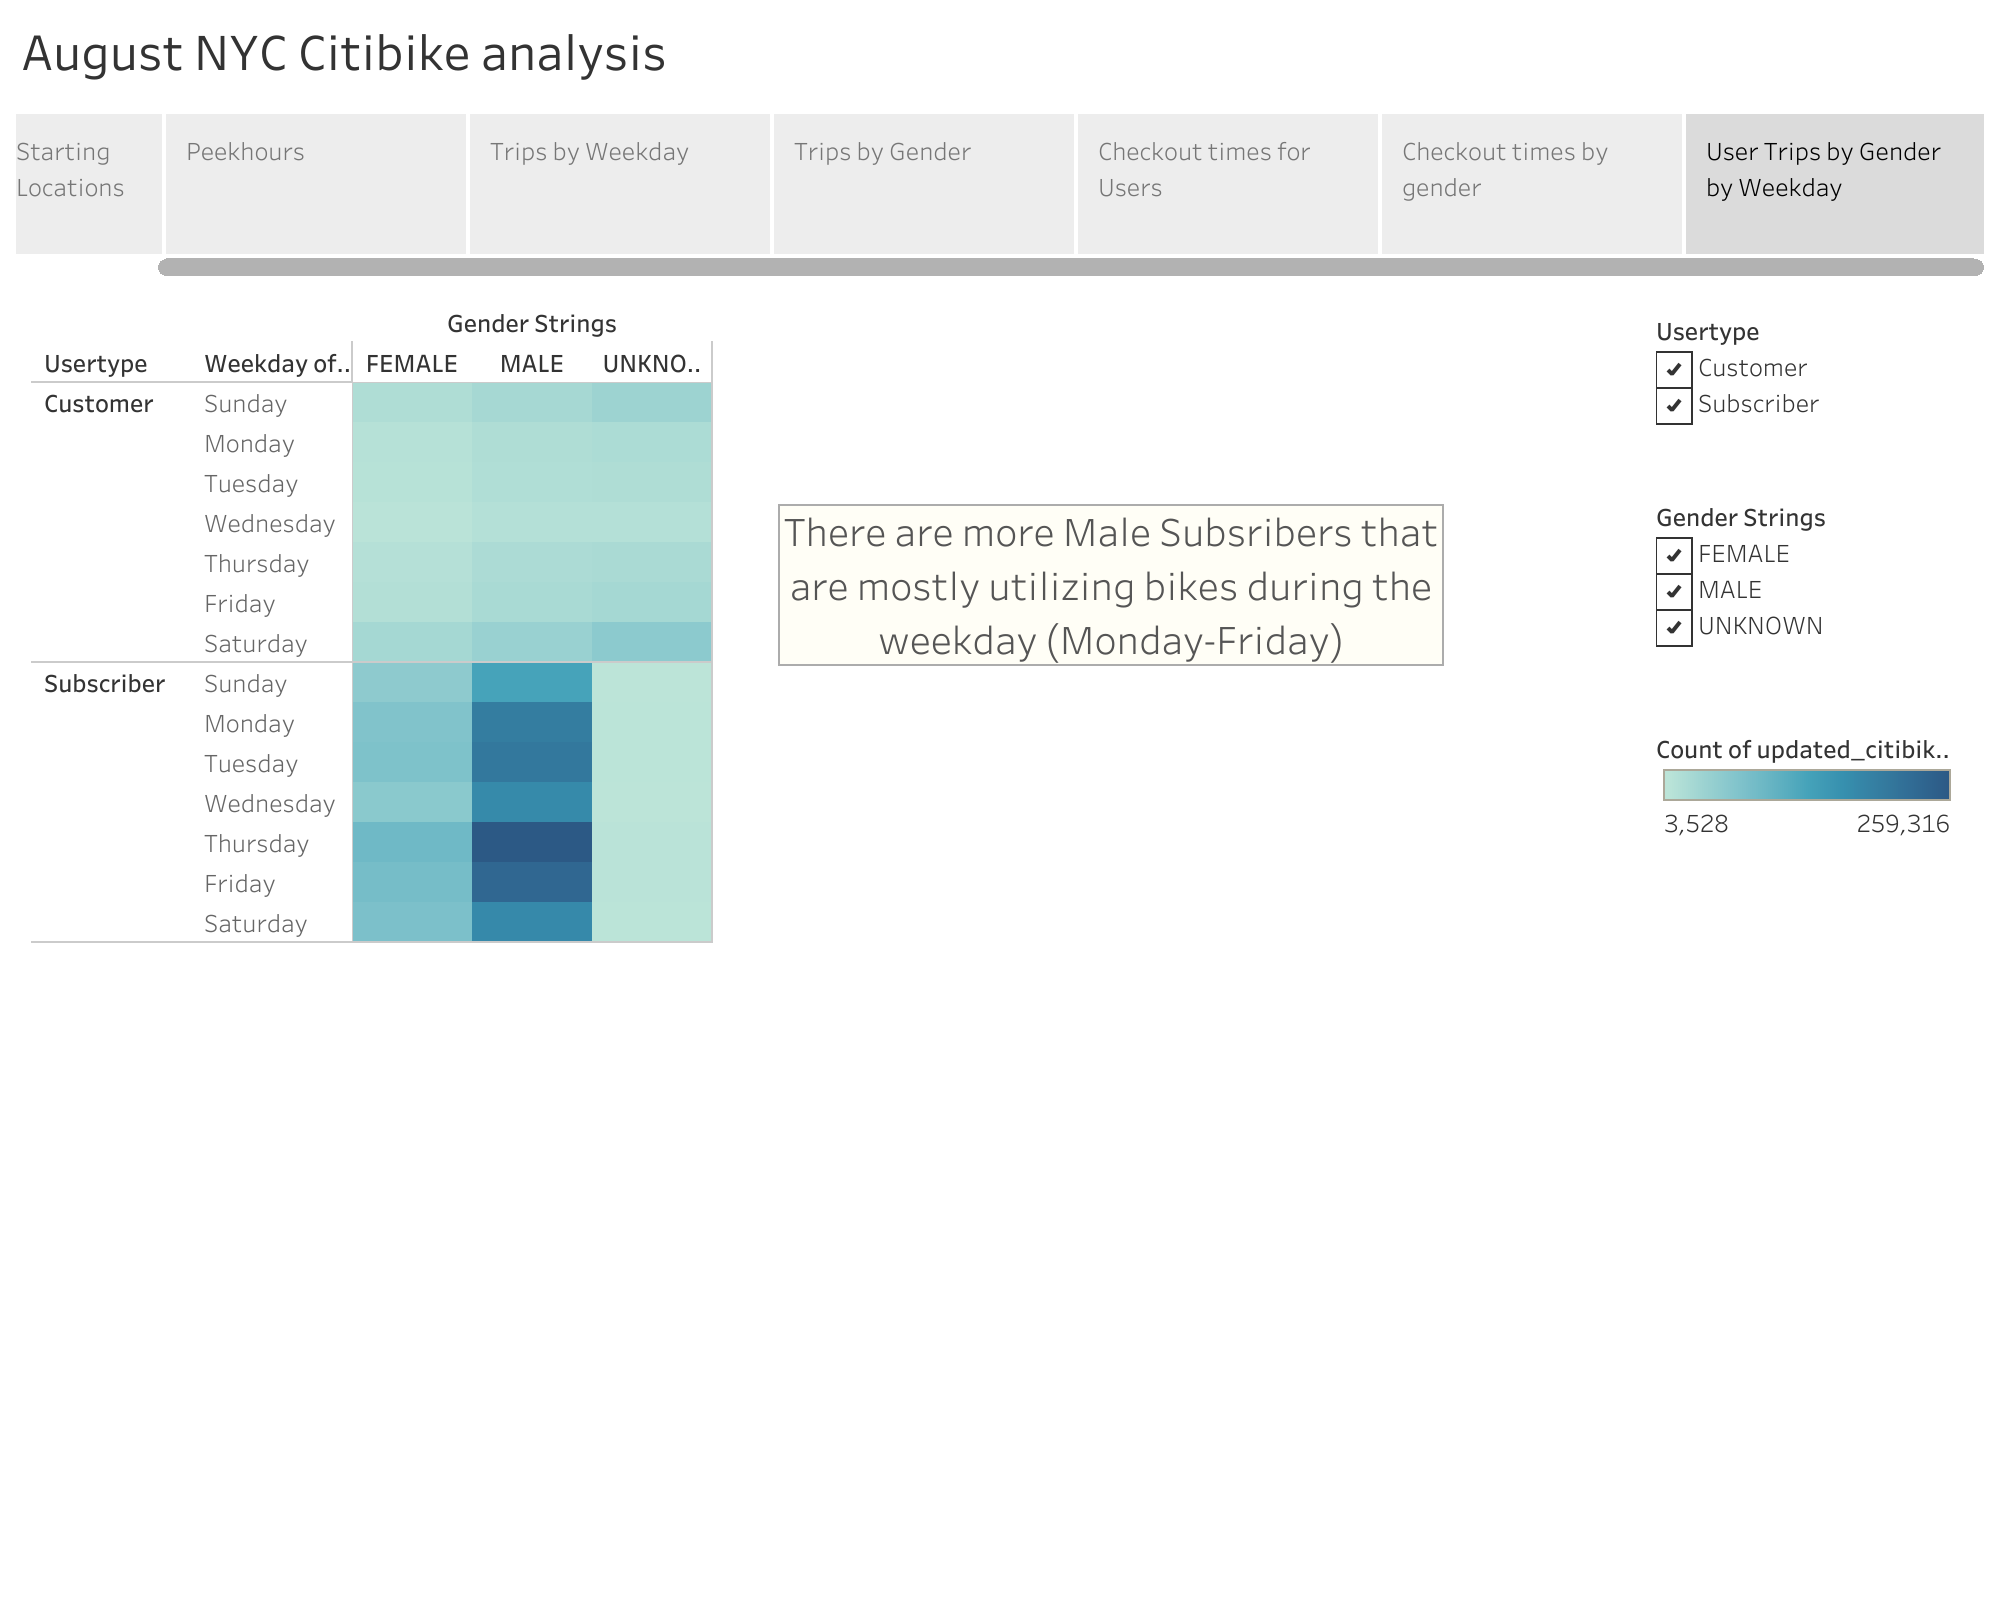 August NYC Citibike analysis
Starting
Locations
Peekhours
Trips by Weekday
Trips by Gender
Checkout times for
Users
Checkout times by
gender
User Trips by Gender
by Weekday
Gender Strings
Usertype Weekday of.. FEMALE MALE UNKNO..
Customer Sunday
Monday
Tuesday
Wednesday
Thursday
Friday
Saturday
Subscriber Sunday
Monday
Tuesday
Wednesday
Thursday
Friday
Saturday
There are more Male Subsribers that
are mostly utilizing bikes during the
weekday (Monday-Friday)
Usertype
Customer
Subscriber
Gender Strings
FEMALE
MALE
UNKNOWN
Count of updated_citibik..
3,528 259,316